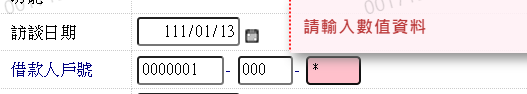 請輸入數值資料
訪談日期 111/01/13
借款人戶號 0000001 - 000 - *